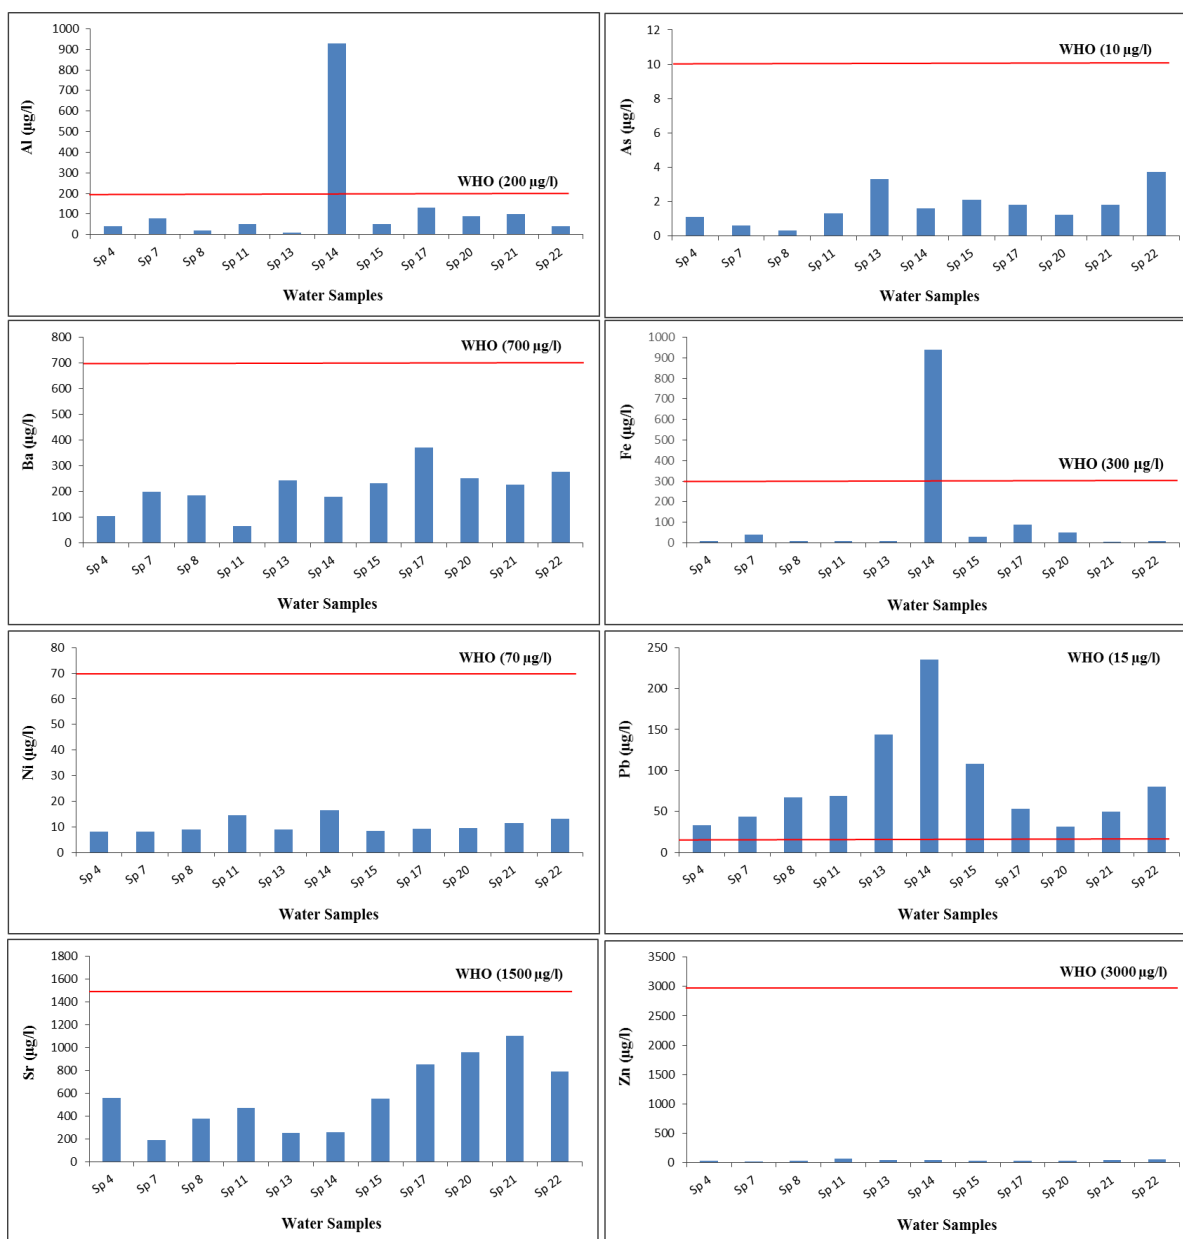 1000
900
800
700
600
500
400
300
200
100
0
Al (µg/l)
WHO (200 µg/l)
Sp 4 Sp 7 Sp 8 Sp 11 Sp 13 Sp 14 Sp 15 Sp 17 Sp 20 Sp 21 Sp 22
Water Samples
12
10
8
6
4
2
0
As (µg/l)
WHO (10 µg/l)
Sp 4 Sp 7 Sp 8 Sp 11 Sp 13 Sp 14 Sp 15 Sp 17 Sp 20 Sp 21 Sp 22
Water Samples
800
700
600
500
400
300
200
100
0
Ba (µg/l)
WHO (700 µg/l)
Sp 4 Sp 7 Sp 8 Sp 11 Sp 13 Sp 14 Sp 15 Sp 17 Sp 20 Sp 21 Sp 22
Water Samples
1000
900
800
700
600
500
400
300
200
100
0
Fe (µg/l)
WHO (300 µg/l)
Sp 4 Sp 7 Sp 8 Sp 11 Sp 13 Sp 14 Sp 15 Sp 17 Sp 20 Sp 21 Sp 22
Water Samples
80
70
60
50
40
30
20
10
0
Ni (µg/l)
WHO (70 µg/l)
Sp 4 Sp 7 Sp 8 Sp 11 Sp 13 Sp 14 Sp 15 Sp 17 Sp 20 Sp 21 Sp 22
Water Samples
250
200
150
100
50
0
Pb (µg/l)
WHO (15 µg/l)
Sp 4 Sp 7 Sp 8 Sp 11 Sp 13 Sp 14 Sp 15 Sp 17 Sp 20 Sp 21 Sp 22
Water Samples
1800
1600
1400
1200
1000
800
600
400
200
0
Sr (µg/l)
WHO (1500 µg/l)
Sp 4 Sp 7 Sp 8 Sp 11 Sp 13 Sp 14 Sp 15 Sp 17 Sp 20 Sp 21 Sp 22
Water Samples
3500
3000
2500
2000
1500
1000
500
0
Zn (µg/l)
WHO (3000 µg/l)
Sp 4 Sp 7 Sp 8 Sp 11 Sp 13 Sp 14 Sp 15 Sp 17 Sp 20 Sp 21 Sp 22
Water Samples